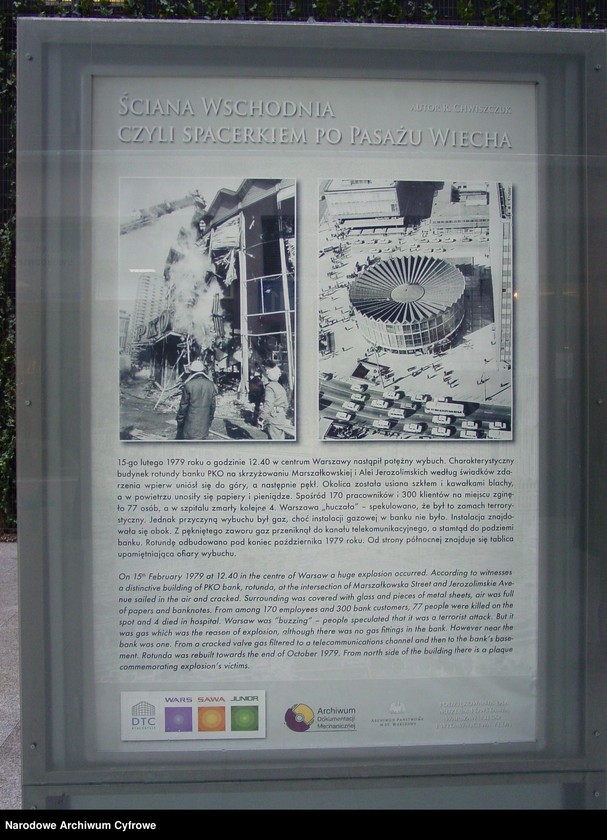 Ściana Wschodnia
AUTOR R. CHWISZCZUK
CZYLI SPACERKIEM PO PASAŻU WIECHA
15-go lutego 1979 roku o godzinie 12.40 w centrum Warszawy nastąpił potężny wybuch. Charakterystyczny
budynek rotundy banku PKO na skrzyżowaniu Marszałkowskiej i Alei Jerozolimskich według świadków zda-
rzenia wpierw uniósł się do góry, a następnie pękł. Okolica została usiana szkłem i kawałkami blachy,
a w powietrzu unosiły się papiery i pieniądze. Spośród 170 pracowników i 300 klientów na miejscu zginę-
ło 77 osób, a w szpitalu zmarły kolejne 4. Warszawa „huczała” – spekulowano, że był to zamach terrory-
styczny. Jednak przyczyną wybuchu był gaz, choć instalacji gazowej w banku nie było. Instalacja znajdo-
wała się obok. Z pękniętego zaworu gaz przeniknął do kanału telekomunikacyjnego, a stamtąd do podziemi
banku. Rotundę odbudowano pod koniec października 1979 roku. Od strony północnej znajduje się tablica
upamiętniająca ofiary wybuchu.
On 15th February 1979 at 12.40 in the centre of Warsaw a huge explosion occurred. According to witnesses
a distinctive building of PKO bank, rotunda, at the intersection of Marszałkowska Street and Jerozolimskie Ave-
nue sailed in the air and cracked. Surrounding was covered with glass and pieces of metal sheets, air was full
of papers and banknotes. From among 170 employees and 300 bank customers, 77 people were killed on the
spot and 4 died in hospital. Warsaw was “buzzing” – people speculated that it was a terrorist attack. But it
was gas which was the reason of explosion, although there was no gas fittings in the bank. However near the
bank was one. From a cracked valve gas filtered to a telecommunications channel and then to the bank's base-
ment. Rotunda was rebuilt towards the end of October 1979. From north side of the building there is a plaque
commemorating explosion's victims.
DTC
WARS SAWA JUNIOR
Archiwum
Dokumentacji
Mechanicznej
ARCHIWUM PAŃSTWOWE
Narodowe Archiwum Cyfrowe